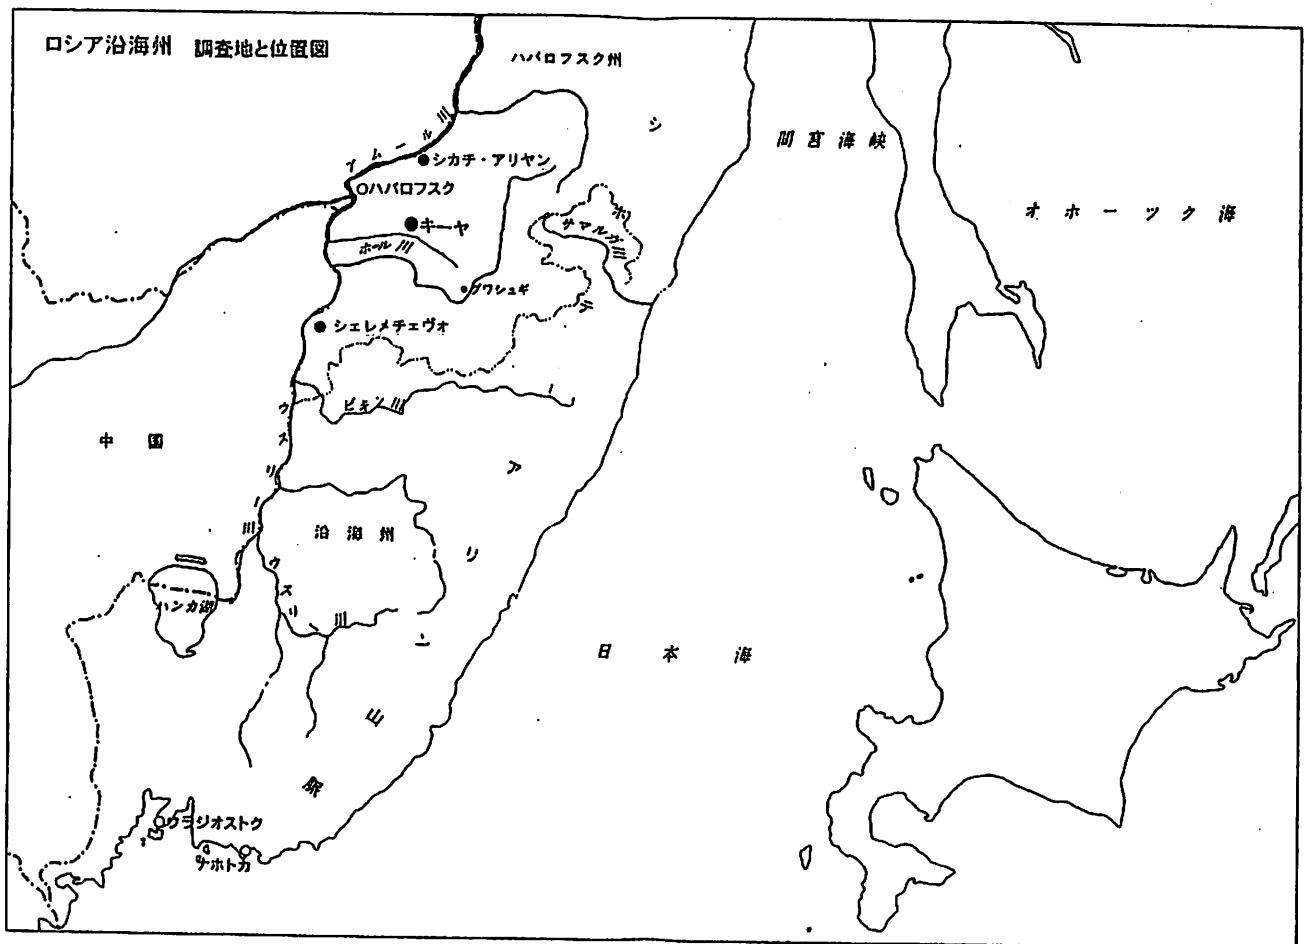 ロシア沿海州 調査地と位置図
ハバロフスク州
アムール川
シカチ・アリヤン
ハバロフスク
キーヤ
ホール川
グワシュギ
サマルガ川
シホテアリニ山脈
間宮海峡
オホーツク海
シェレメチェヴォ
ビキン川
ウスリー川
中国
沿海州
ウスリー川
ハンカ湖
日本海
ウラジオストク
ナホトカ